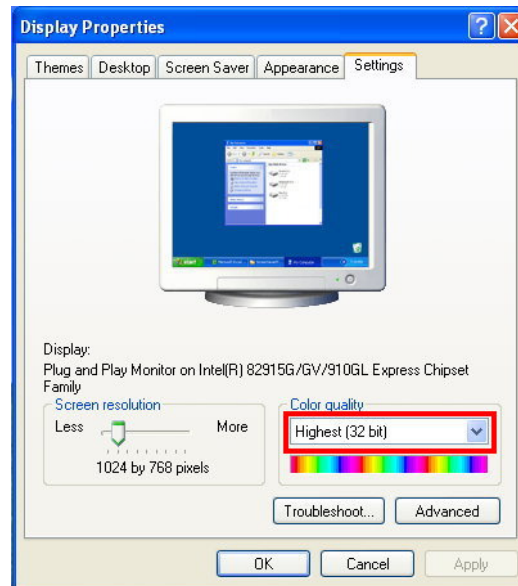 Display Properties
?
Themes Desktop Screen Saver Appearance Settings
start
Display:
Plug and Play Monitor on Intel(R) 82915G/GV/910GL Express Chipset
Family
Screen resolution
Less More
1024 by 768 pixels
Color quality
Highest (32 bit)
Troubleshoot... Advanced
OK Cancel Apply